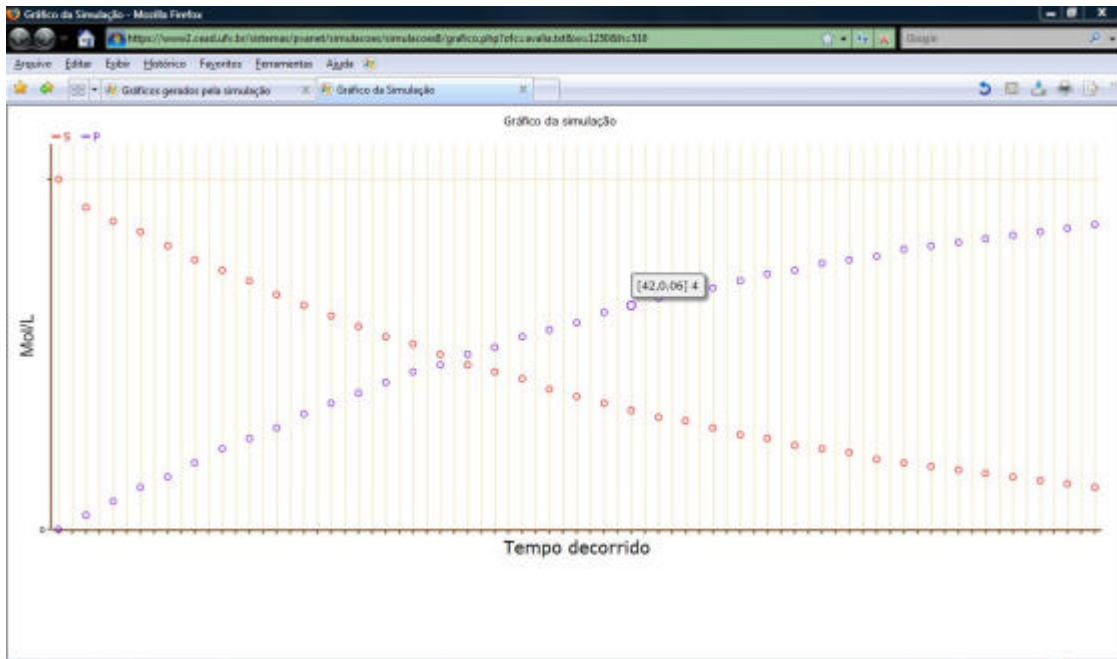 Gráfico da Simulação - Mozilla Firefox
Google
Arquivo Editar Exibir Histórico Favoritos Ferramentas Ajuda
Gráficos gerados pela simulação
Gráfico da Simulação
Gráfico da simulação
S P
[42,0,06] 4
Mol/L
0
Tempo decorrido